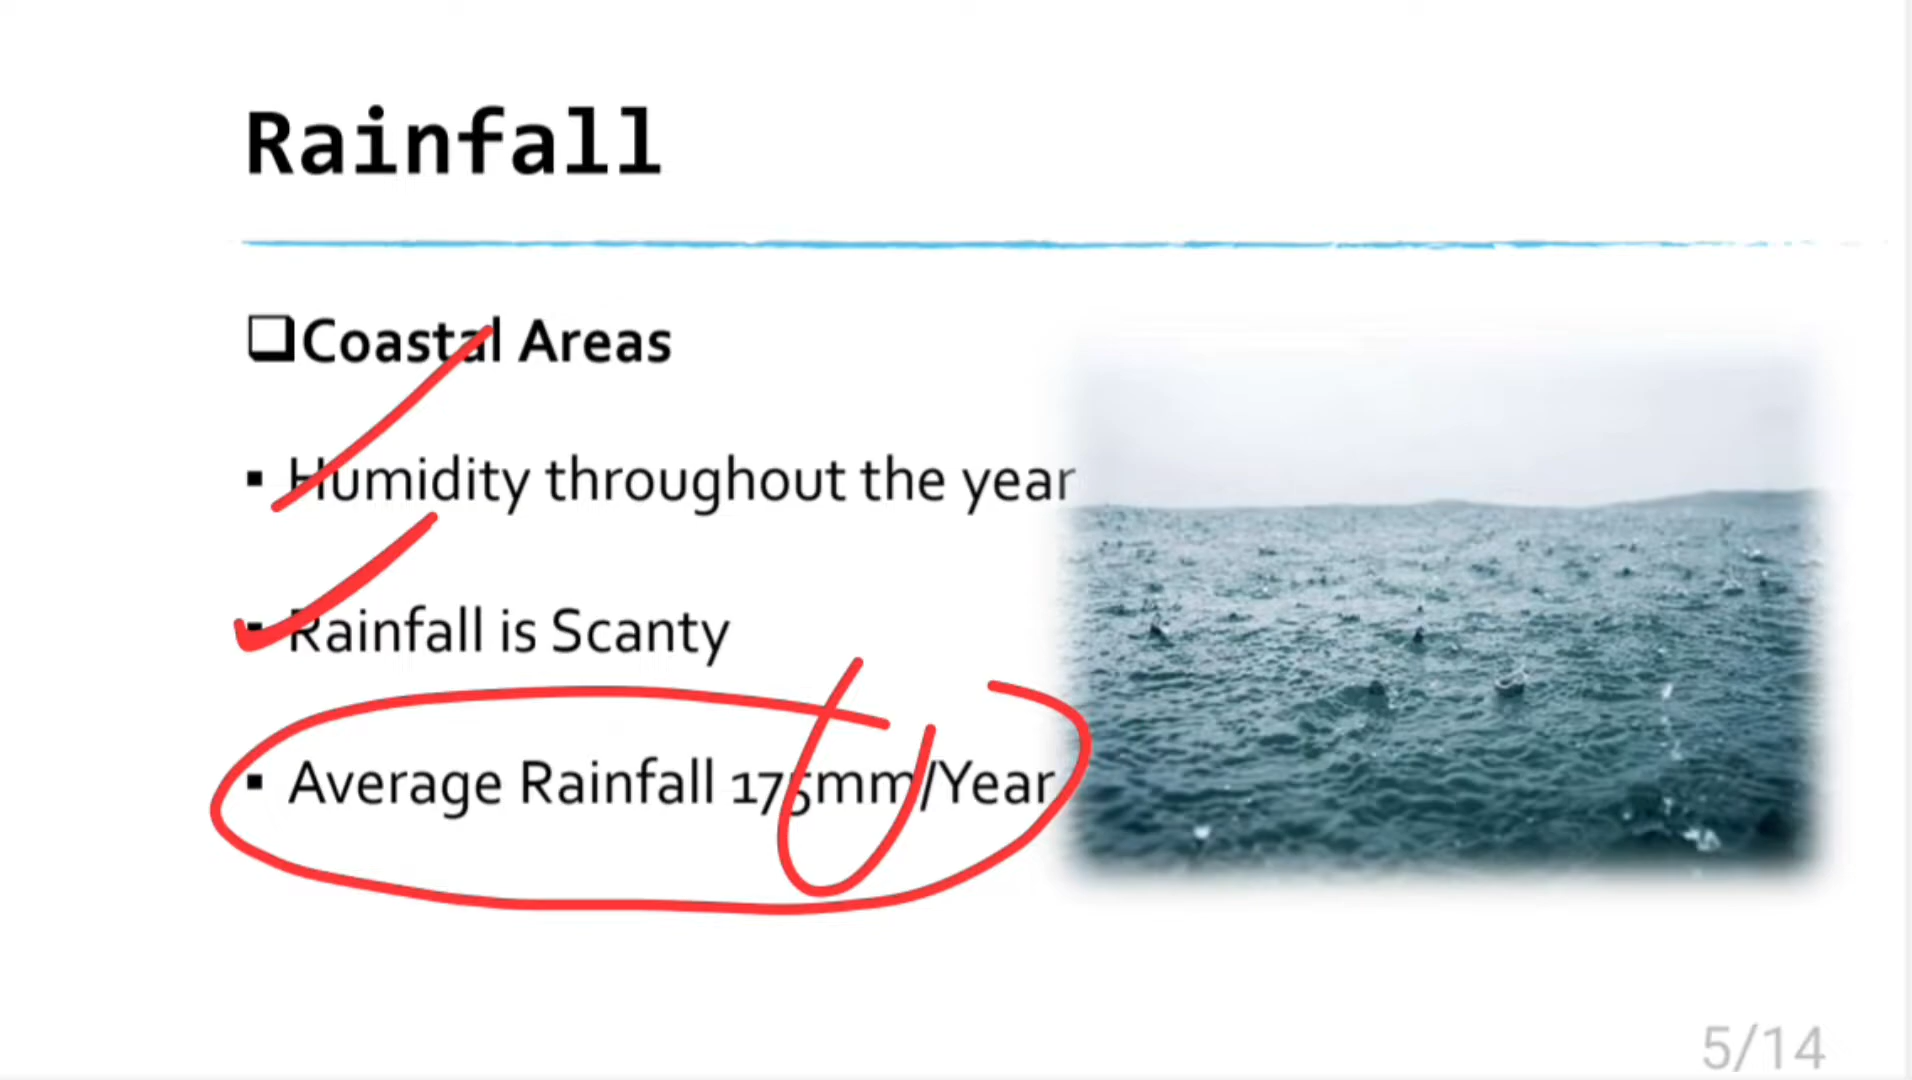 Rainfall
Coastal Areas
Humidity throughout the year
Rainfall is Scanty
Average Rainfall 175mm/Year
5/14